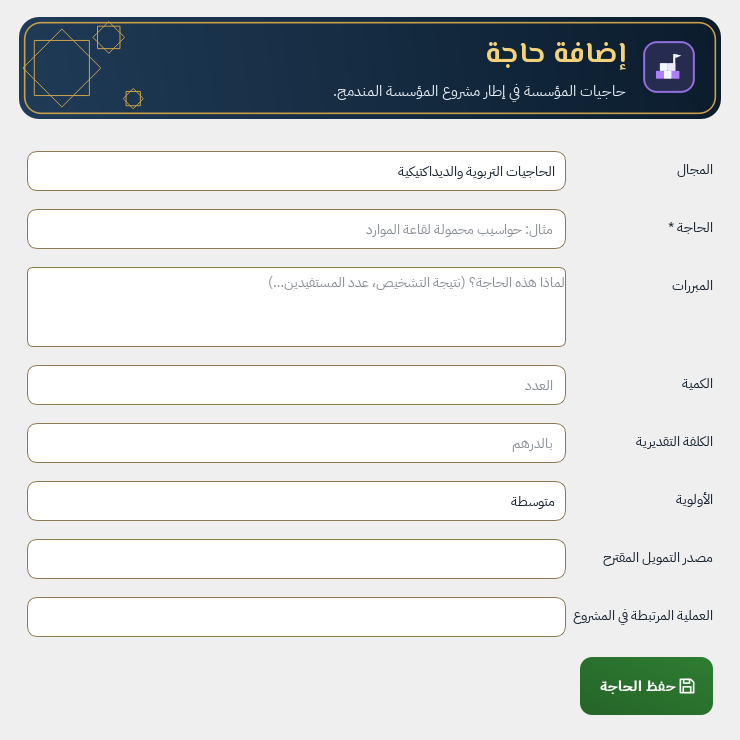 إضافة حاجة
حاجيات المؤسسة في إطار مشروع المؤسسة المندمج.
المجال
الحاجيات التربوية والديداكتيكية
الحاجة *
مثال: حواسيب محمولة لقاعة الموارد
المبررات
لماذا هذه الحاجة؟ (نتيجة التشخيص، عدد المستفيدين...)
الكمية
العدد
الكلفة التقديرية
بالدرهم
الأولوية
متوسطة
مصدر التمويل المقترح
العملية المرتبطة في المشروع
حفظ الحاجة